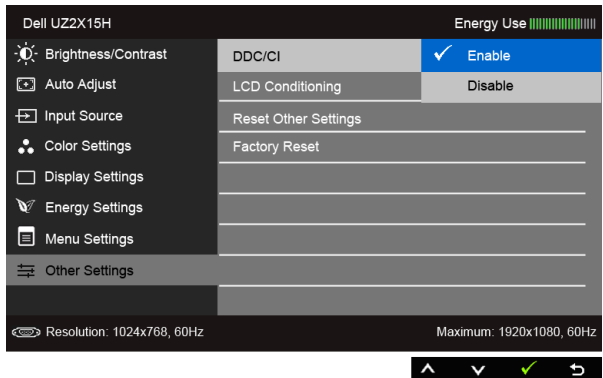 Dell UZ2X15H
Energy Use
Brightness/Contrast
DDC/CI
Enable
Auto Adjust
LCD Conditioning
Disable
Input Source
Reset Other Settings
Color Settings
Factory Reset
Display Settings
Energy Settings
Menu Settings
Other Settings
Resolution: 1024x768, 60Hz
Maximum: 1920x1080, 60Hz